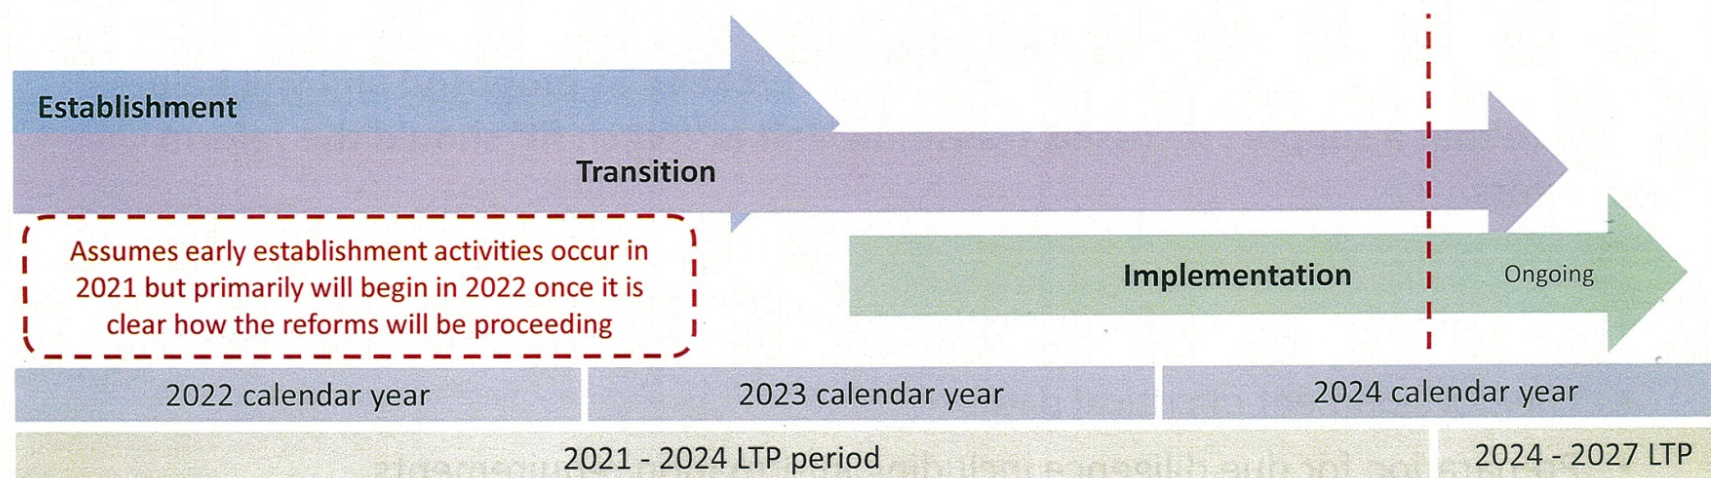 Establishment
Transition
Assumes early establishment activities occur in
2021 but primarily will begin in 2022 once it is
clear how the reforms will be proceeding
Implementation
Ongoing
2022 calendar year
2023 calendar year
2024 calendar year
2021 - 2024 LTP period
2024 - 2027 LTP